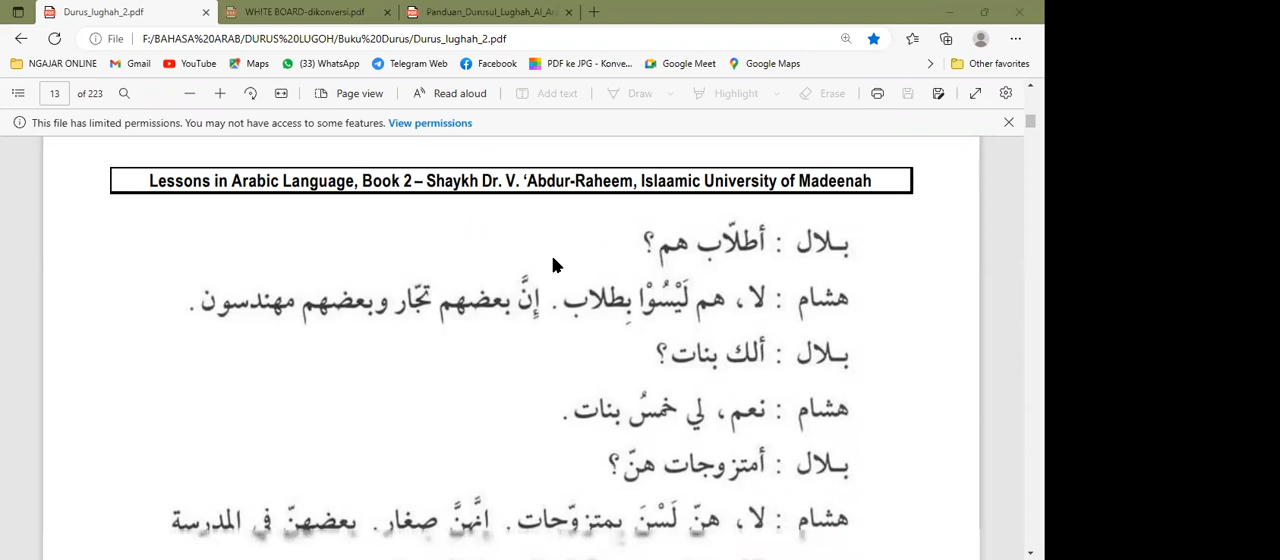 Durus_lughah_2.pdf
WHITE BOARD-dikonversi.pdf
Panduan_Durusul_Lughah_Al_Ar
File
F:/BAHASA%20ARAB/DURUS%20LUGOH/Buku%20Durus/Durus_lughah_2.pdf
NGAJAR ONLINE Gmail YouTube Maps (33) WhatsApp Telegram Web Facebook PDF ke JPG - Konve... Google Meet Google Maps Other favorites
13 of 223 Page view Read aloud Add text Draw Highlight Erase
This file has limited permissions. You may not have access to some features. View permissions
Lessons in Arabic Language, Book 2 – Shaykh Dr. V. ‘Abdur-Raheem, Islaamic University of Madeenah
بـلال : أطلّاب هم؟
هشام : لا، هم لَيْسُوْا بِطلاب. إِنَّ بعضهم تجّار وبعضهم مهندسون.
بـلال : ألك بنات؟
هشام : نعم، لي خمسُ بنات.
بـلال : أمتزوجات هنّ؟
هشام : لا، هنّ لَسْنَ بمتزوّجات. انَّهنَّ صغار. بعضهنّ في المدرسة